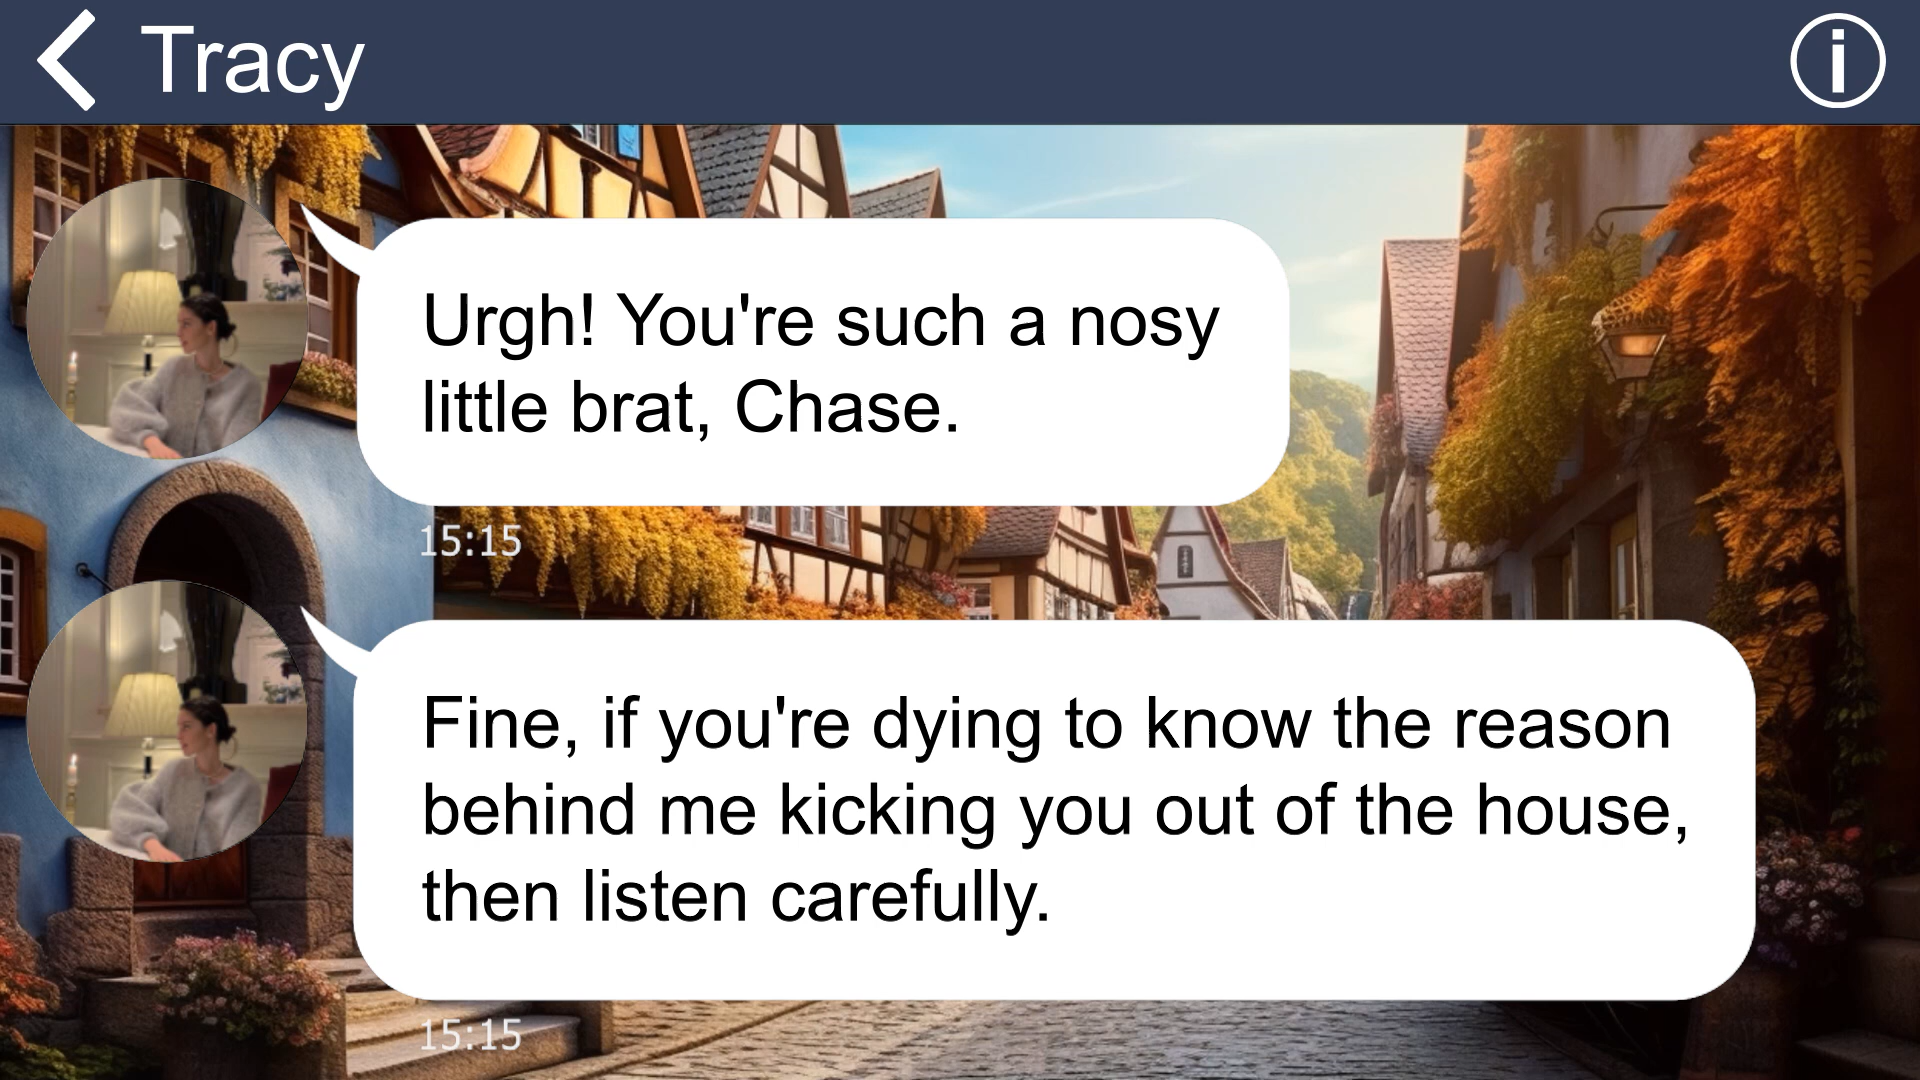 Tracy
Urgh! You're such a nosy
little brat, Chase.
15:15
Fine, if you're dying to know the reason
behind me kicking you out of the house,
then listen carefully.
15:15